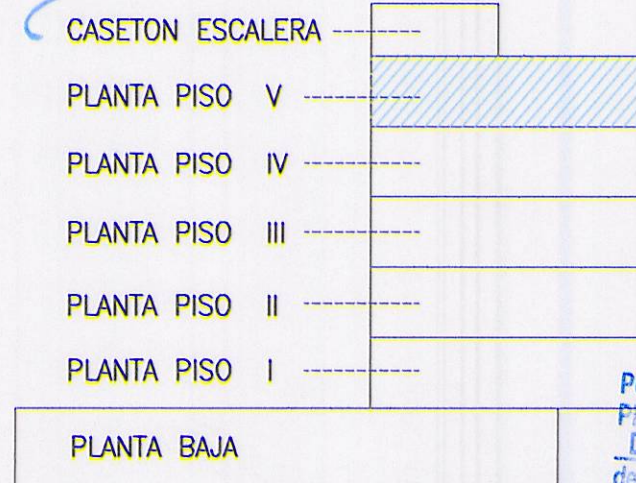 CASETON ESCALERA
PLANTA PISO V
PLANTA PISO IV
PLANTA PISO III
PLANTA PISO II
PLANTA PISO I
PLANTA BAJA